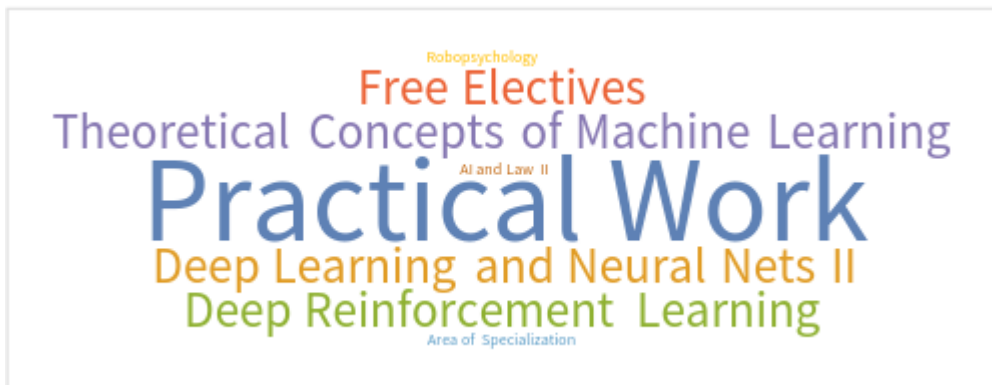 Robopsychology
Free Electives
Theoretical Concepts of Machine Learning
AI and Law II
Practical Work
Deep Learning and Neural Nets II
Deep Reinforcement Learning
Area of Specialization